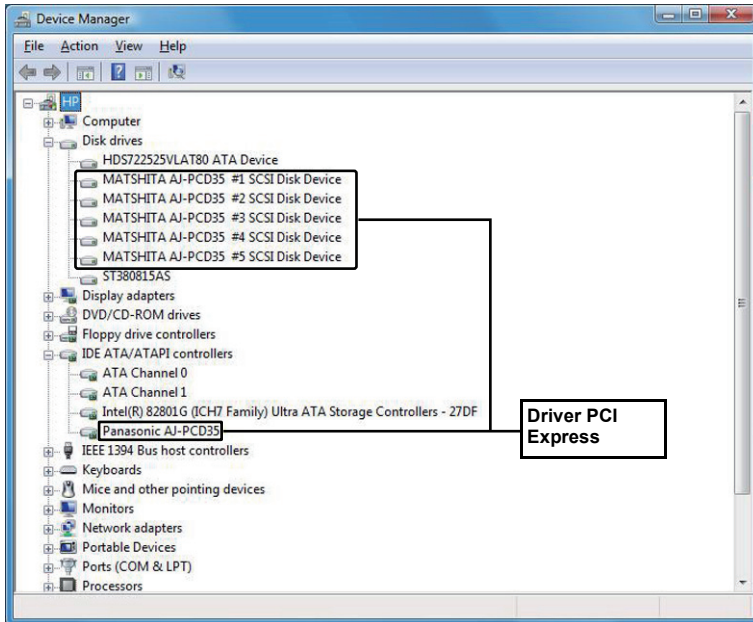 Device Manager
File Action View Help
HP
Computer
Disk drives
HDS722525VLAT80 ATA Device
MATSHITA AJ-PCD35 #1 SCSI Disk Device
MATSHITA AJ-PCD35 #2 SCSI Disk Device
MATSHITA AJ-PCD35 #3 SCSI Disk Device
MATSHITA AJ-PCD35 #4 SCSI Disk Device
MATSHITA AJ-PCD35 #5 SCSI Disk Device
ST380815AS
Display adapters
DVD/CD-ROM drives
Floppy drive controllers
IDE ATA/ATAPI controllers
ATA Channel 0
ATA Channel 1
Intel(R) 82801G (ICH7 Family) Ultra ATA Storage Controllers - 27DF
Panasonic AJ-PCD35
Driver PCI
Express
IEEE 1394 Bus host controllers
Keyboards
Mice and other pointing devices
Monitors
Network adapters
Portable Devices
Ports (COM & LPT)
Processors